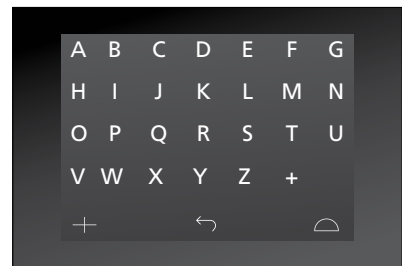 A B C D E F G
H I J K L M N
O P Q R S T U
V W X Y Z +